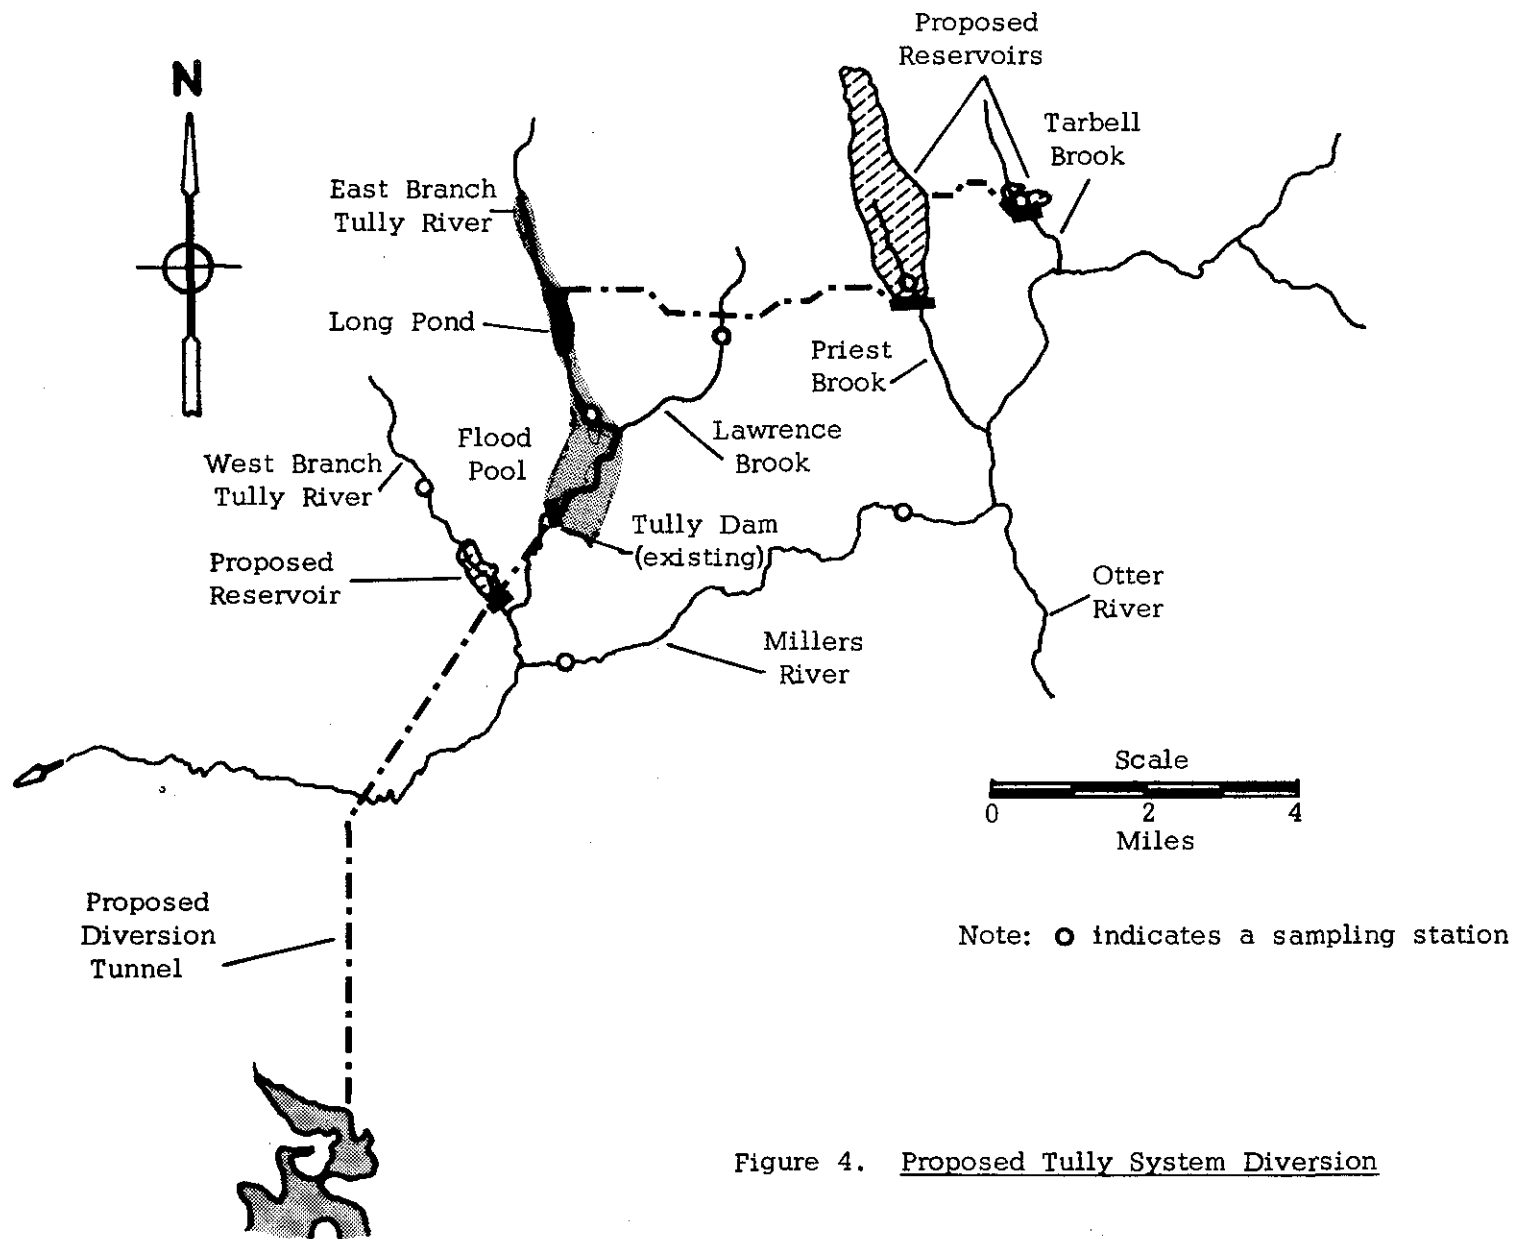 Proposed
Reservoirs
N
Tarbell
Brook
East Branch
Tully River
Long Pond
Priest
Brook
Flood
Pool
Lawrence
Brook
West Branch
Tully River
Tully Dam
(existing)
Proposed
Reservoir
Otter
River
Millers
River
Scale
0 2 4
Miles
Proposed
Diversion
Tunnel
Note: o indicates a sampling station
Figure 4. Proposed Tully System Diversion